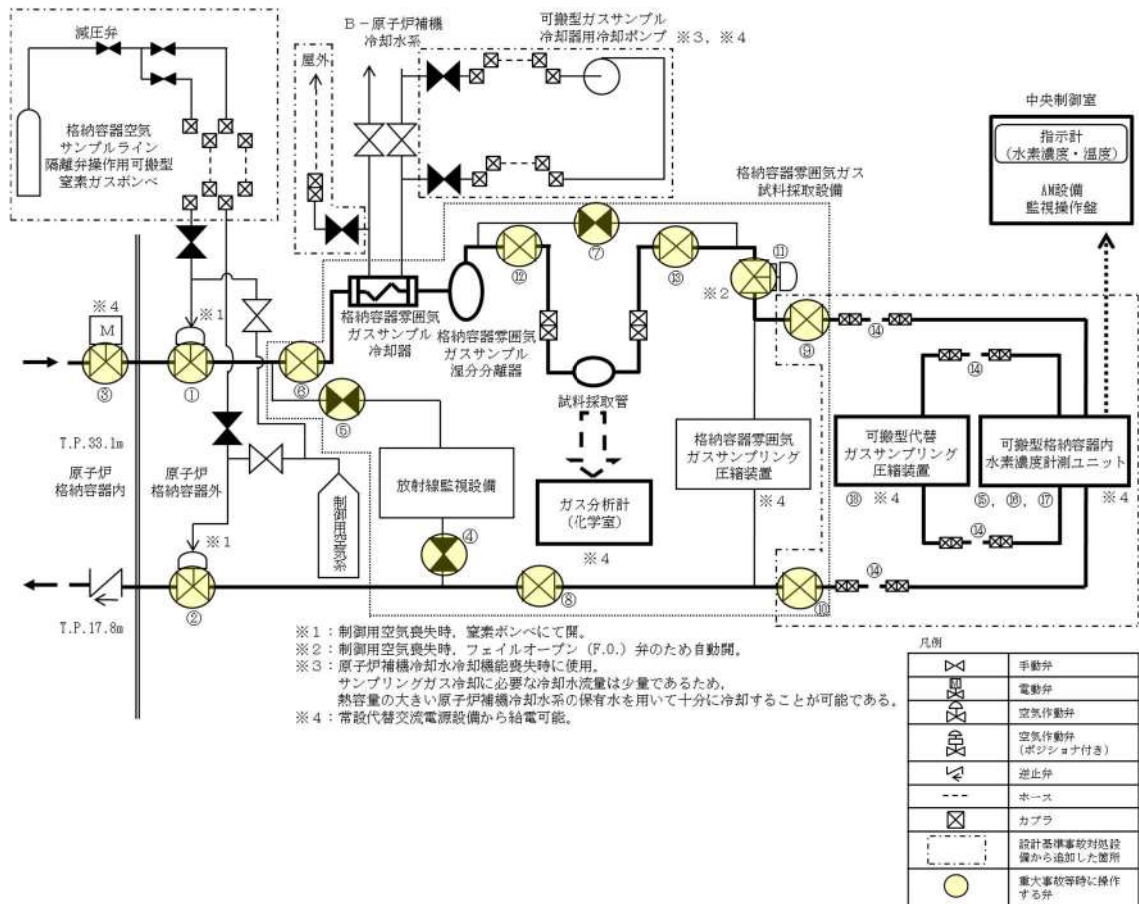 減圧弁
格納容器空気
サンプルライン
隔離弁操作用可搬型
窒素ガスボンベ
屋外
B-原子炉補機
冷却水系
可搬型ガスサンプル
冷却器用冷却ポンプ ※3，※4
中央制御室
指示計
(水素濃度・温度)
AM設備
監視操作盤
格納容器雰囲気ガス
試料採取設備
⑦
⑫
⑬
⑪
※2
※4
M
③
※1
①
⑥
格納容器雰囲気
ガスサンプル
冷却器
格納容器雰囲気
ガスサンプル
湿分分離器
試料採取管
⑨
⑭
⑭
⑤
T.P.33.1m
原子炉
格納容器内
原子炉
格納容器外
放射線監視設備
ガス分析計
(化学室)
※4
格納容器雰囲気
ガスサンプリング
圧縮装置
※4
可搬型代替
ガスサンプリング
圧縮装置
⑱ ※4
可搬型格納容器内
水素濃度計測ユニット
⑮，⑯，⑰
※4
制御用空気系
④
⑭
⑭
※1
②
⑧
⑩
T.P.17.8m
※1：制御用空気喪失時，窒素ボンベにて開。
※2：制御用空気喪失時，フェイルオープン (F.O.) 弁のため自動開。
※3：原子炉補機冷却水冷却機能喪失時に使用。
サンプリングガス冷却に必要な冷却水流量は少量であるため，
熱容量の大きい原子炉補機冷却水系の保有水を用いて十分に冷却することが可能である。
※4：常設代替交流電源設備から給電可能。
凡例
手動弁
M 電動弁
空気作動弁
空気作動弁
(ポジショナ付き)
逆止弁
ホース
カプラ
設計基準事故対処設
備から追加した箇所
重大事故等時に操作
する弁